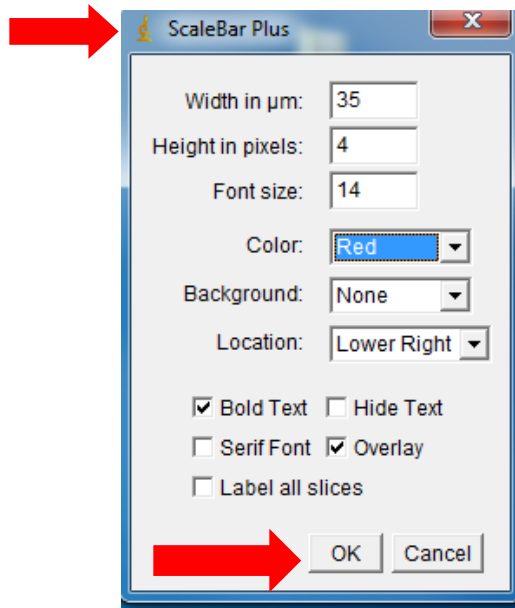 ScaleBar Plus
Width in µm: 35
Height in pixels: 4
Font size: 14
Color: Red
Background: None
Location: Lower Right
Bold Text Hide Text
Serif Font Overlay
Label all slices
OK Cancel